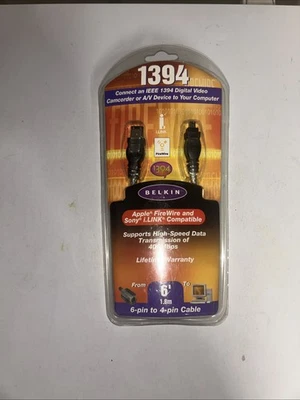 1394
Connect an IEEE 1394 Digital Video
Camcorder or A/V Device to Your Computer
i.LINK
1394
BELKIN
Apple® FireWire and
Sony® i.LINK® Compatible
Supports High-Speed Data
Transmission of
Lifetime Warranty
From To
6'
1.8m
6-pin to 4-pin Cable